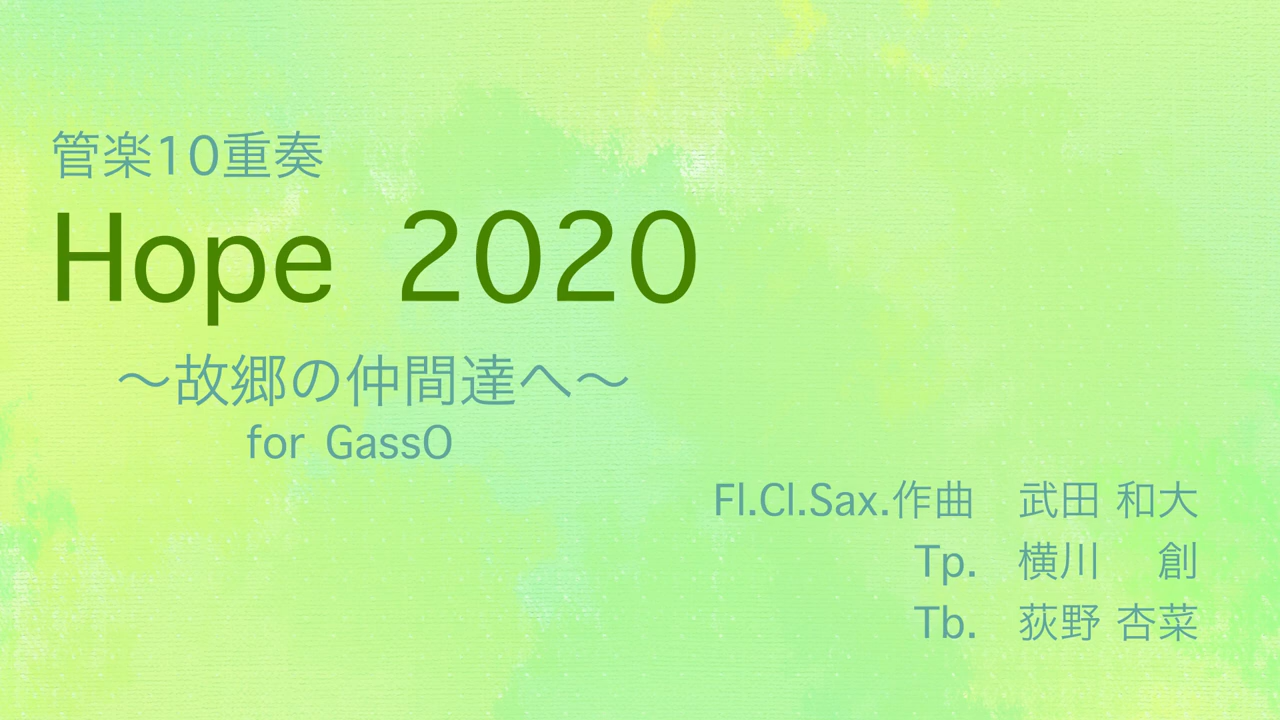 管楽10重奏
Hope 2020
～故郷の仲間達へ～
for GassO
Fl.Cl.Sax.作曲 武田 和大
Tp. 横川 創
Tb. 荻野 杏菜